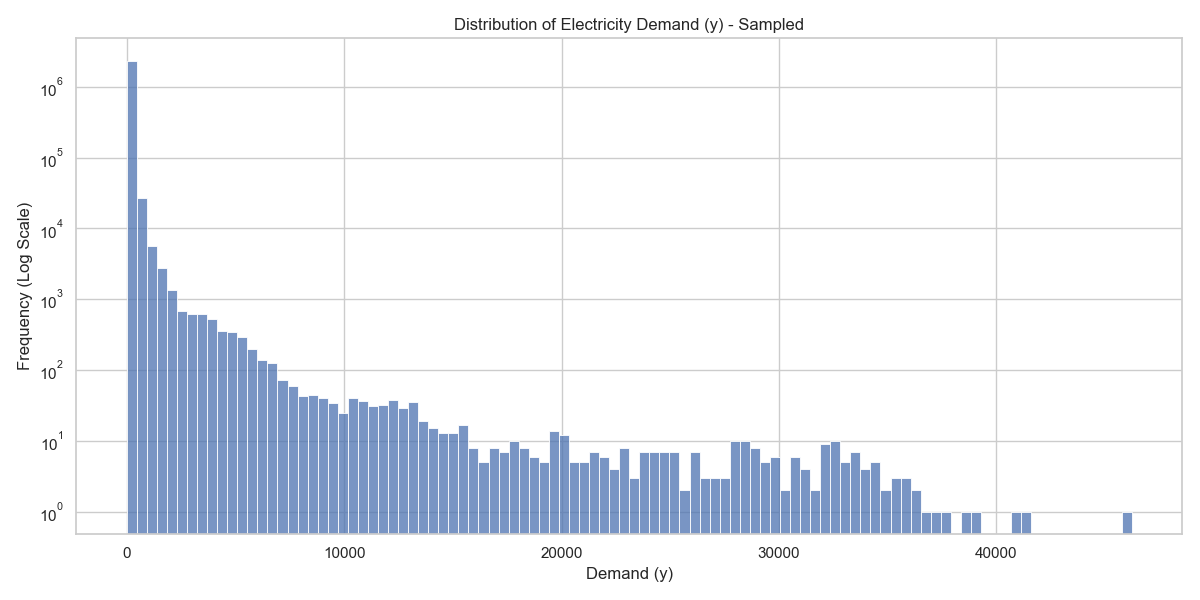 Distribution of Electricity Demand (y) - Sampled
Frequency (Log Scale)
10^6
10^5
10^4
10^3
10^2
10^1
10^0
0 10000 20000 30000 40000
Demand (y)